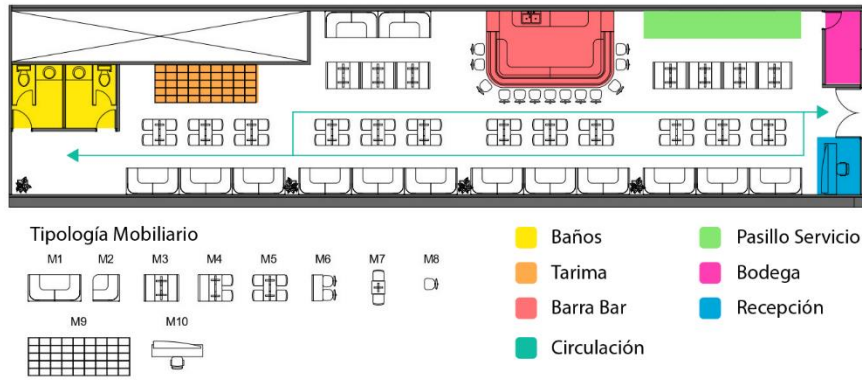 Tipología Mobiliario
M1 M2 M3 M4 M5 M6 M7 M8
M9 M10
Baños
Tarima
Barra Bar
Circulación
Pasillo Servicio
Bodega
Recepción